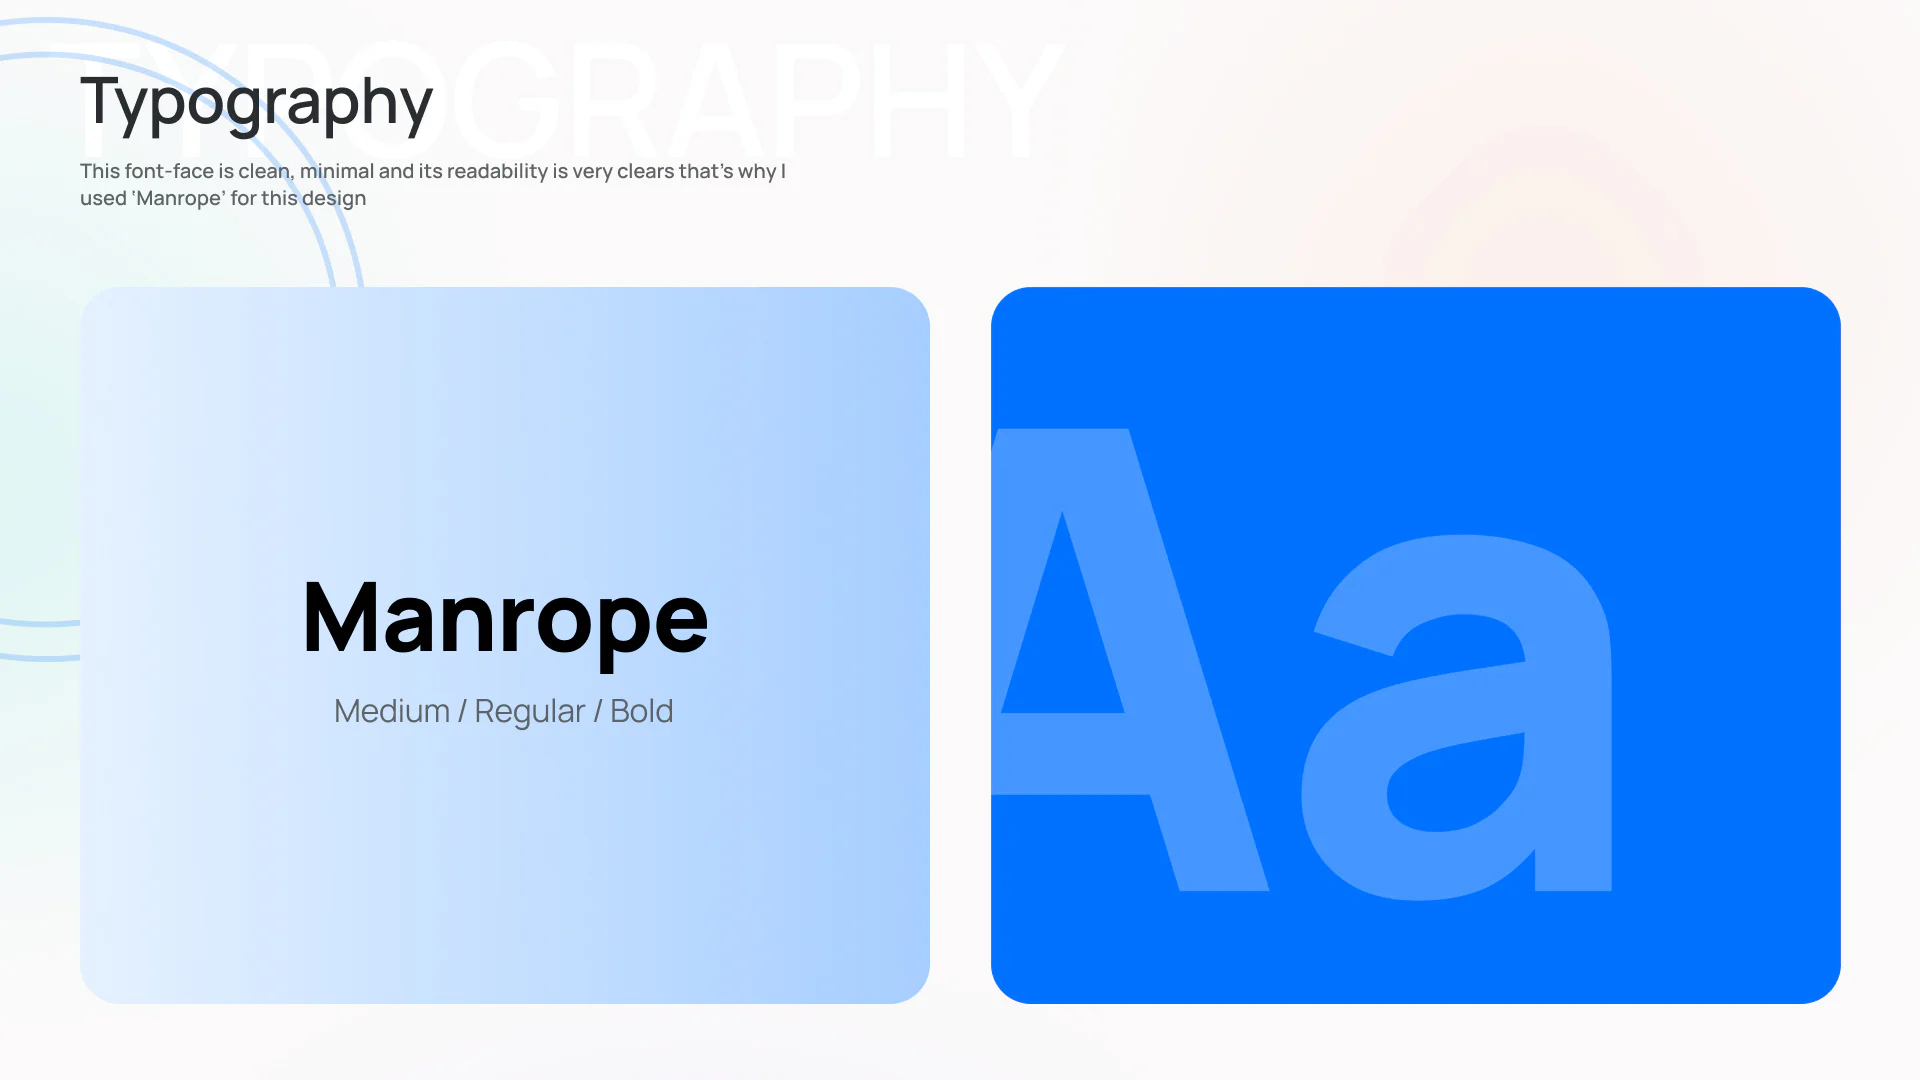 TYPOGRAPHY
Typography
This font-face is clean, minimal and its readability is very clears that’s why I
used ‘Manrope’ for this design
Manrope
Medium / Regular / Bold
Aa